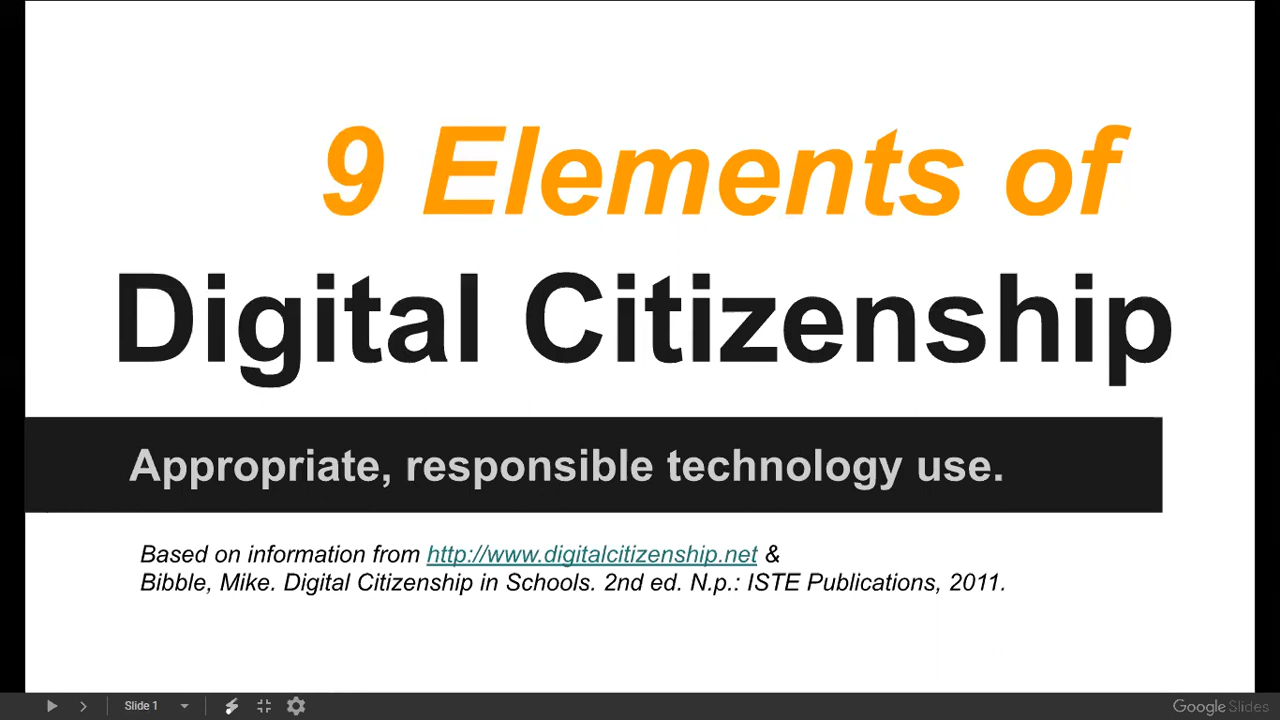 9 Elements of
Digital Citizenship
Appropriate, responsible technology use.
Based on information from http://www.digitalcitizenship.net &
Bibble, Mike. Digital Citizenship in Schools. 2nd ed. N.p.: ISTE Publications, 2011.
Slide 1
Google Slides